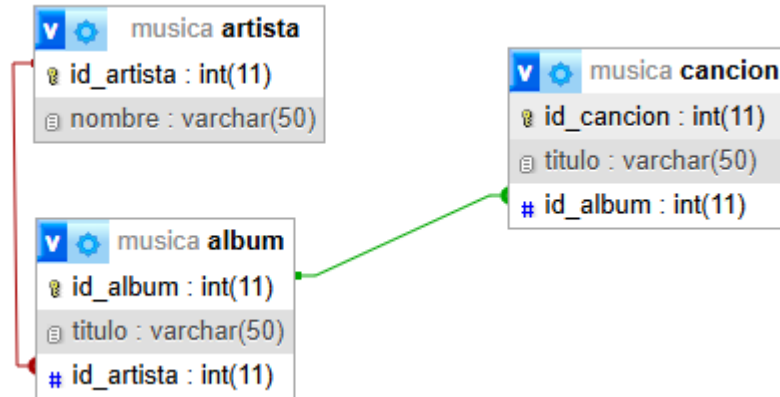 v musica artista
id_artista : int(11)
nombre : varchar(50)
v musica cancion
id_cancion : int(11)
titulo : varchar(50)
# id_album : int(11)
v musica album
id_album : int(11)
titulo : varchar(50)
# id_artista : int(11)